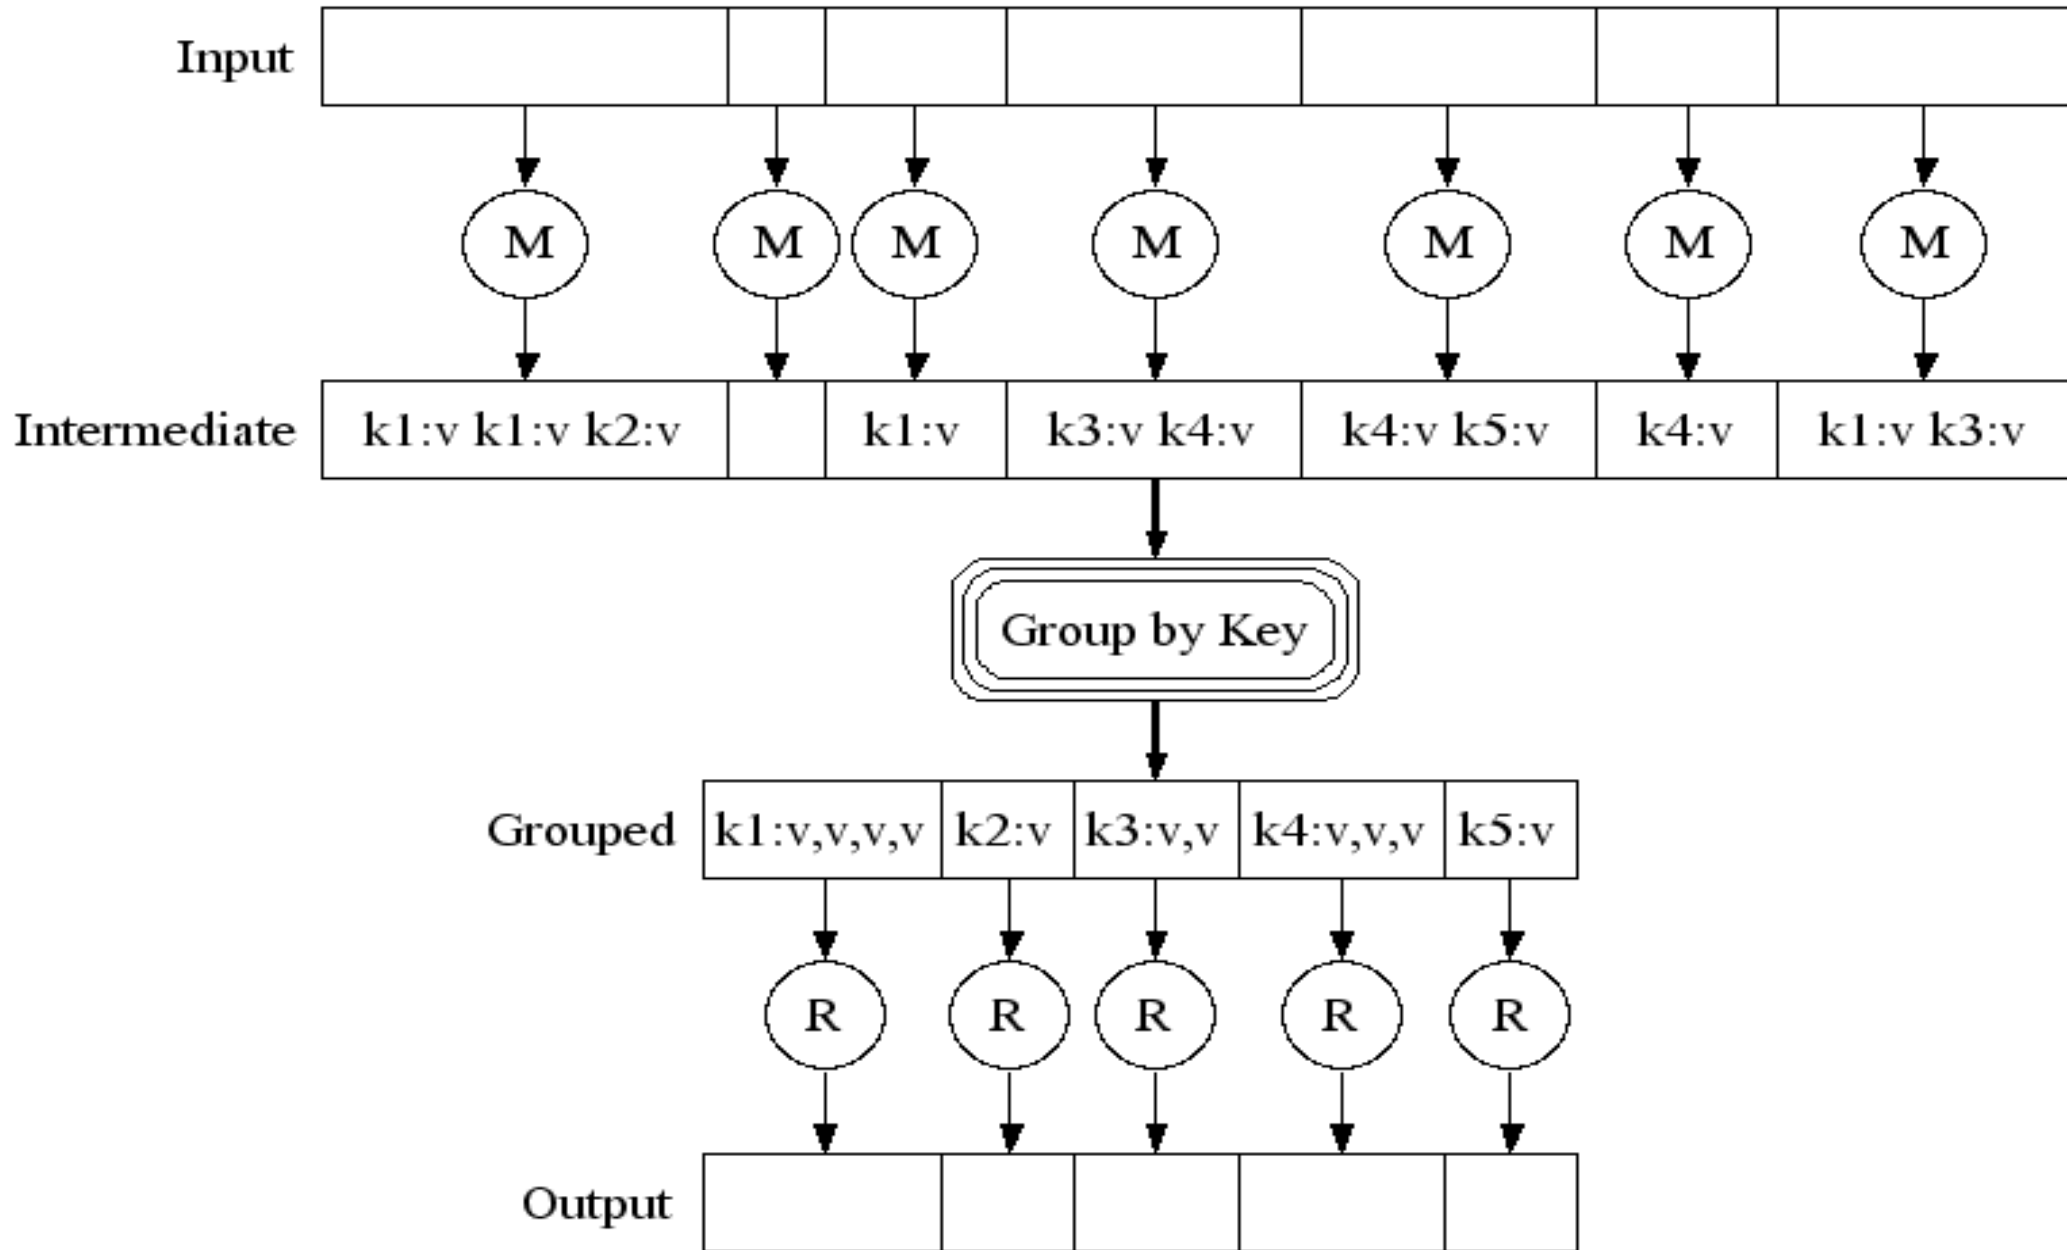 Input
M M M M M M M
Intermediate k1:v k1:v k2:v k1:v k3:v k4:v k4:v k5:v k4:v k1:v k3:v
Group by Key
Grouped k1:v,v,v,v k2:v k3:v,v k4:v,v,v k5:v
R R R R R
Output